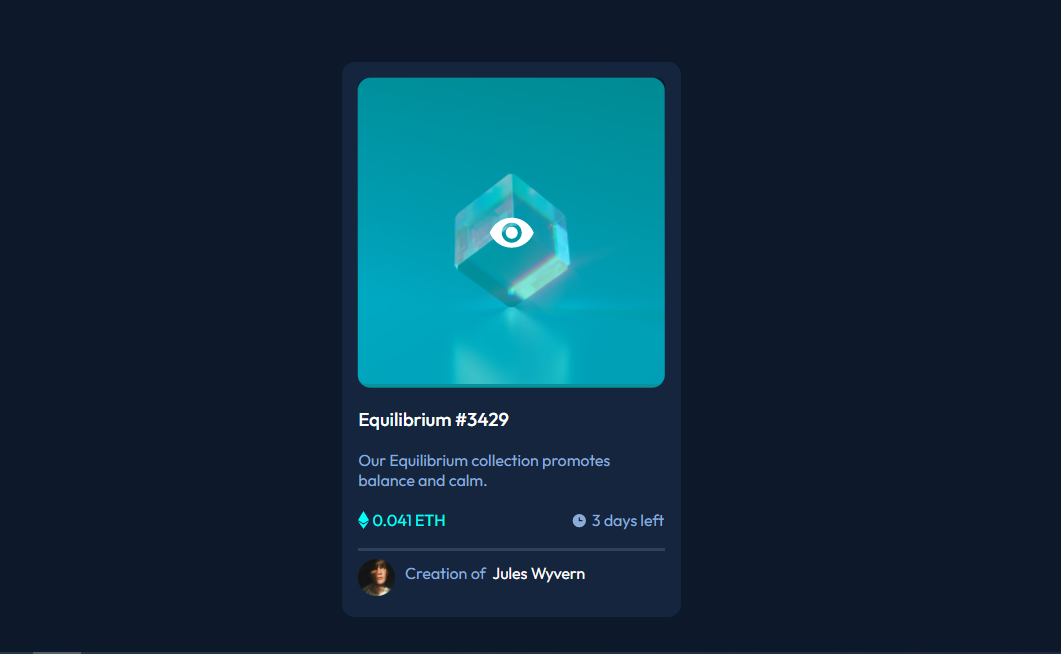 Equilibrium #3429
Our Equilibrium collection promotes
balance and calm.
0.041 ETH
3 days left
Creation of Jules Wyvern